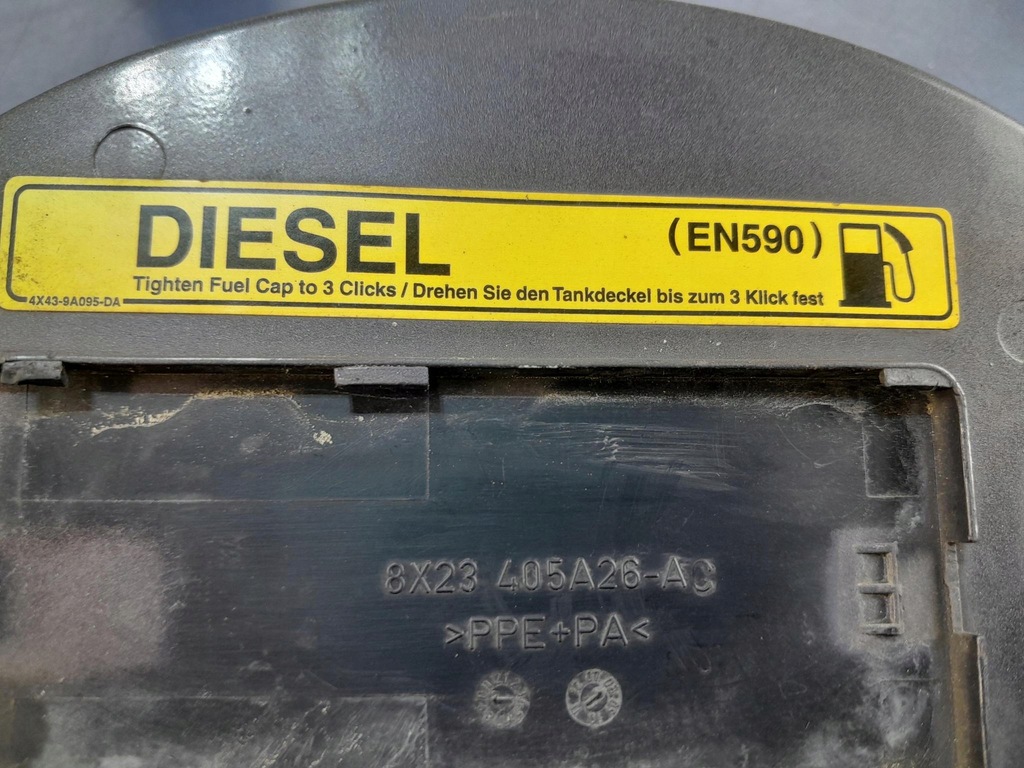 DIESEL (EN590)
Tighten Fuel Cap to 3 Clicks / Drehen Sie den Tankdeckel bis zum 3 Klick fest
4X43-9A095-DA
8X23 405A26-AC
>PPE+PA<